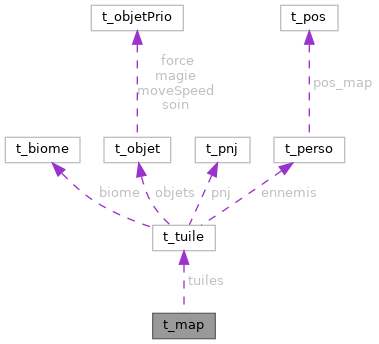 t_objetPrio
t_pos
force
magie
moveSpeed
soin
pos_map
t_biome
t_objet
t_pnj
t_perso
biome
objets
pnj
ennemis
t_tuile
tuiles
t_map